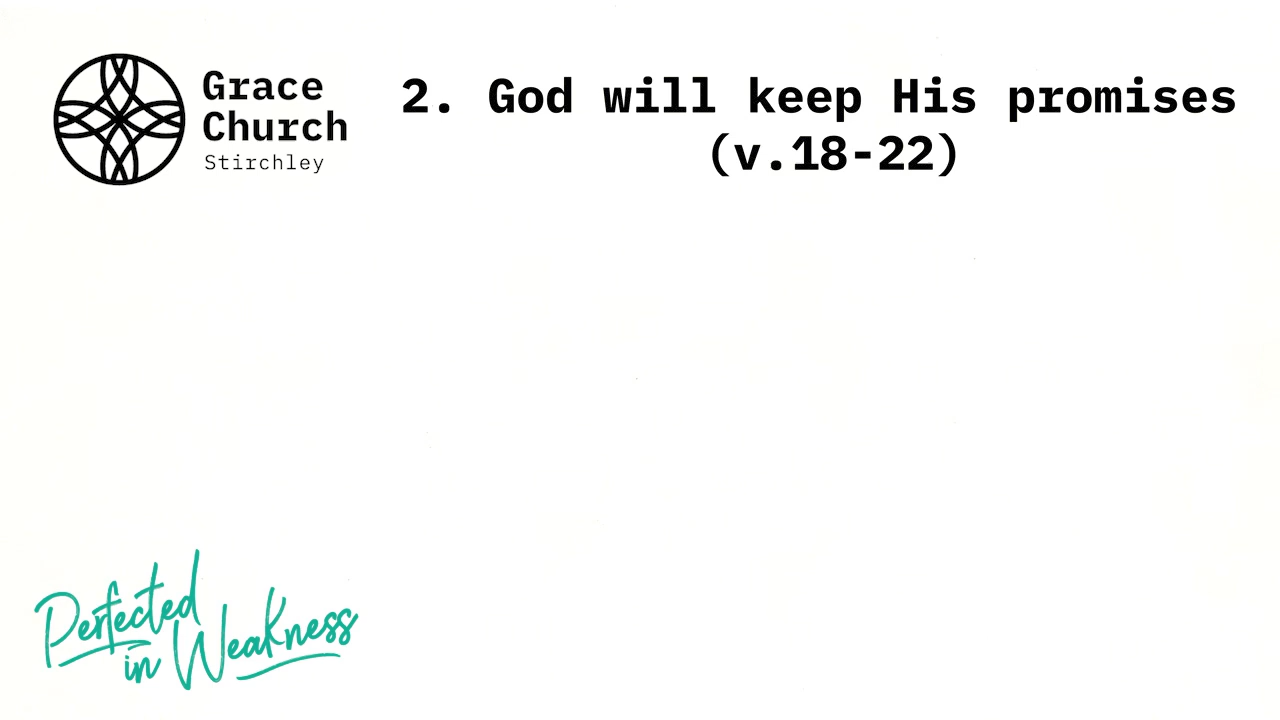 Grace
Church
Stirchley
2. God will keep His promises
(v.18-22)
Perfected
in Weakness